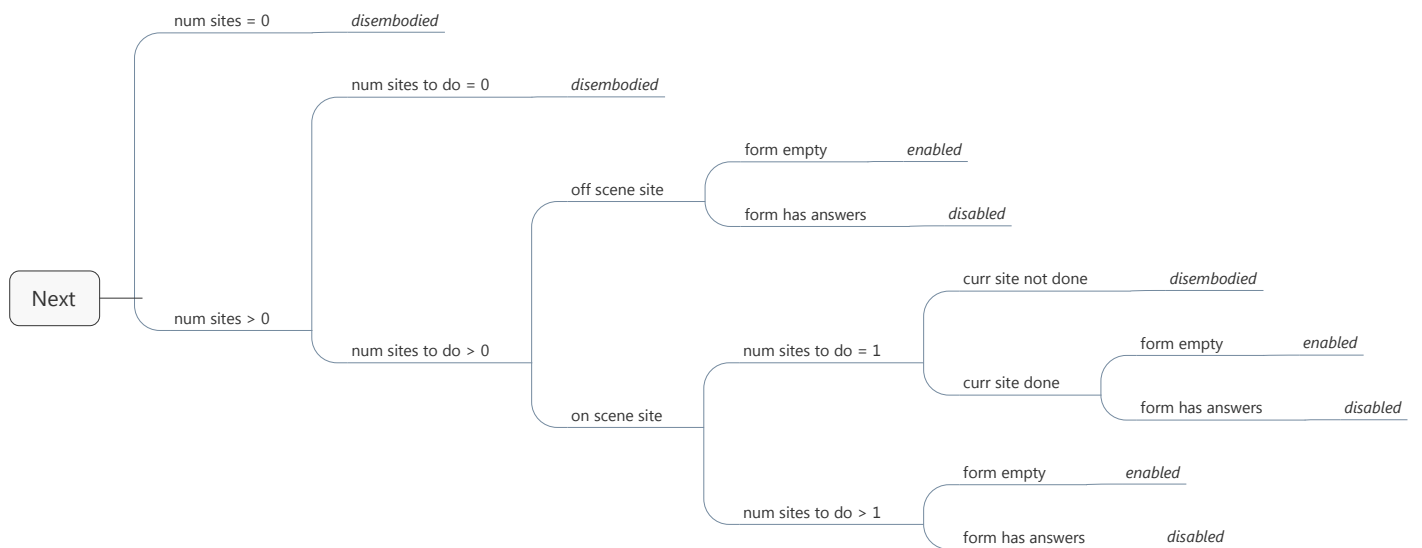 num sites = 0 disembodied
num sites to do = 0 disembodied
form empty enabled
off scene site
form has answers disabled
curr site not done disembodied
Next
num sites > 0
form empty enabled
num sites to do > 0 num sites to do = 1
curr site done
form has answers disabled
on scene site
form empty enabled
num sites to do > 1
form has answers disabled